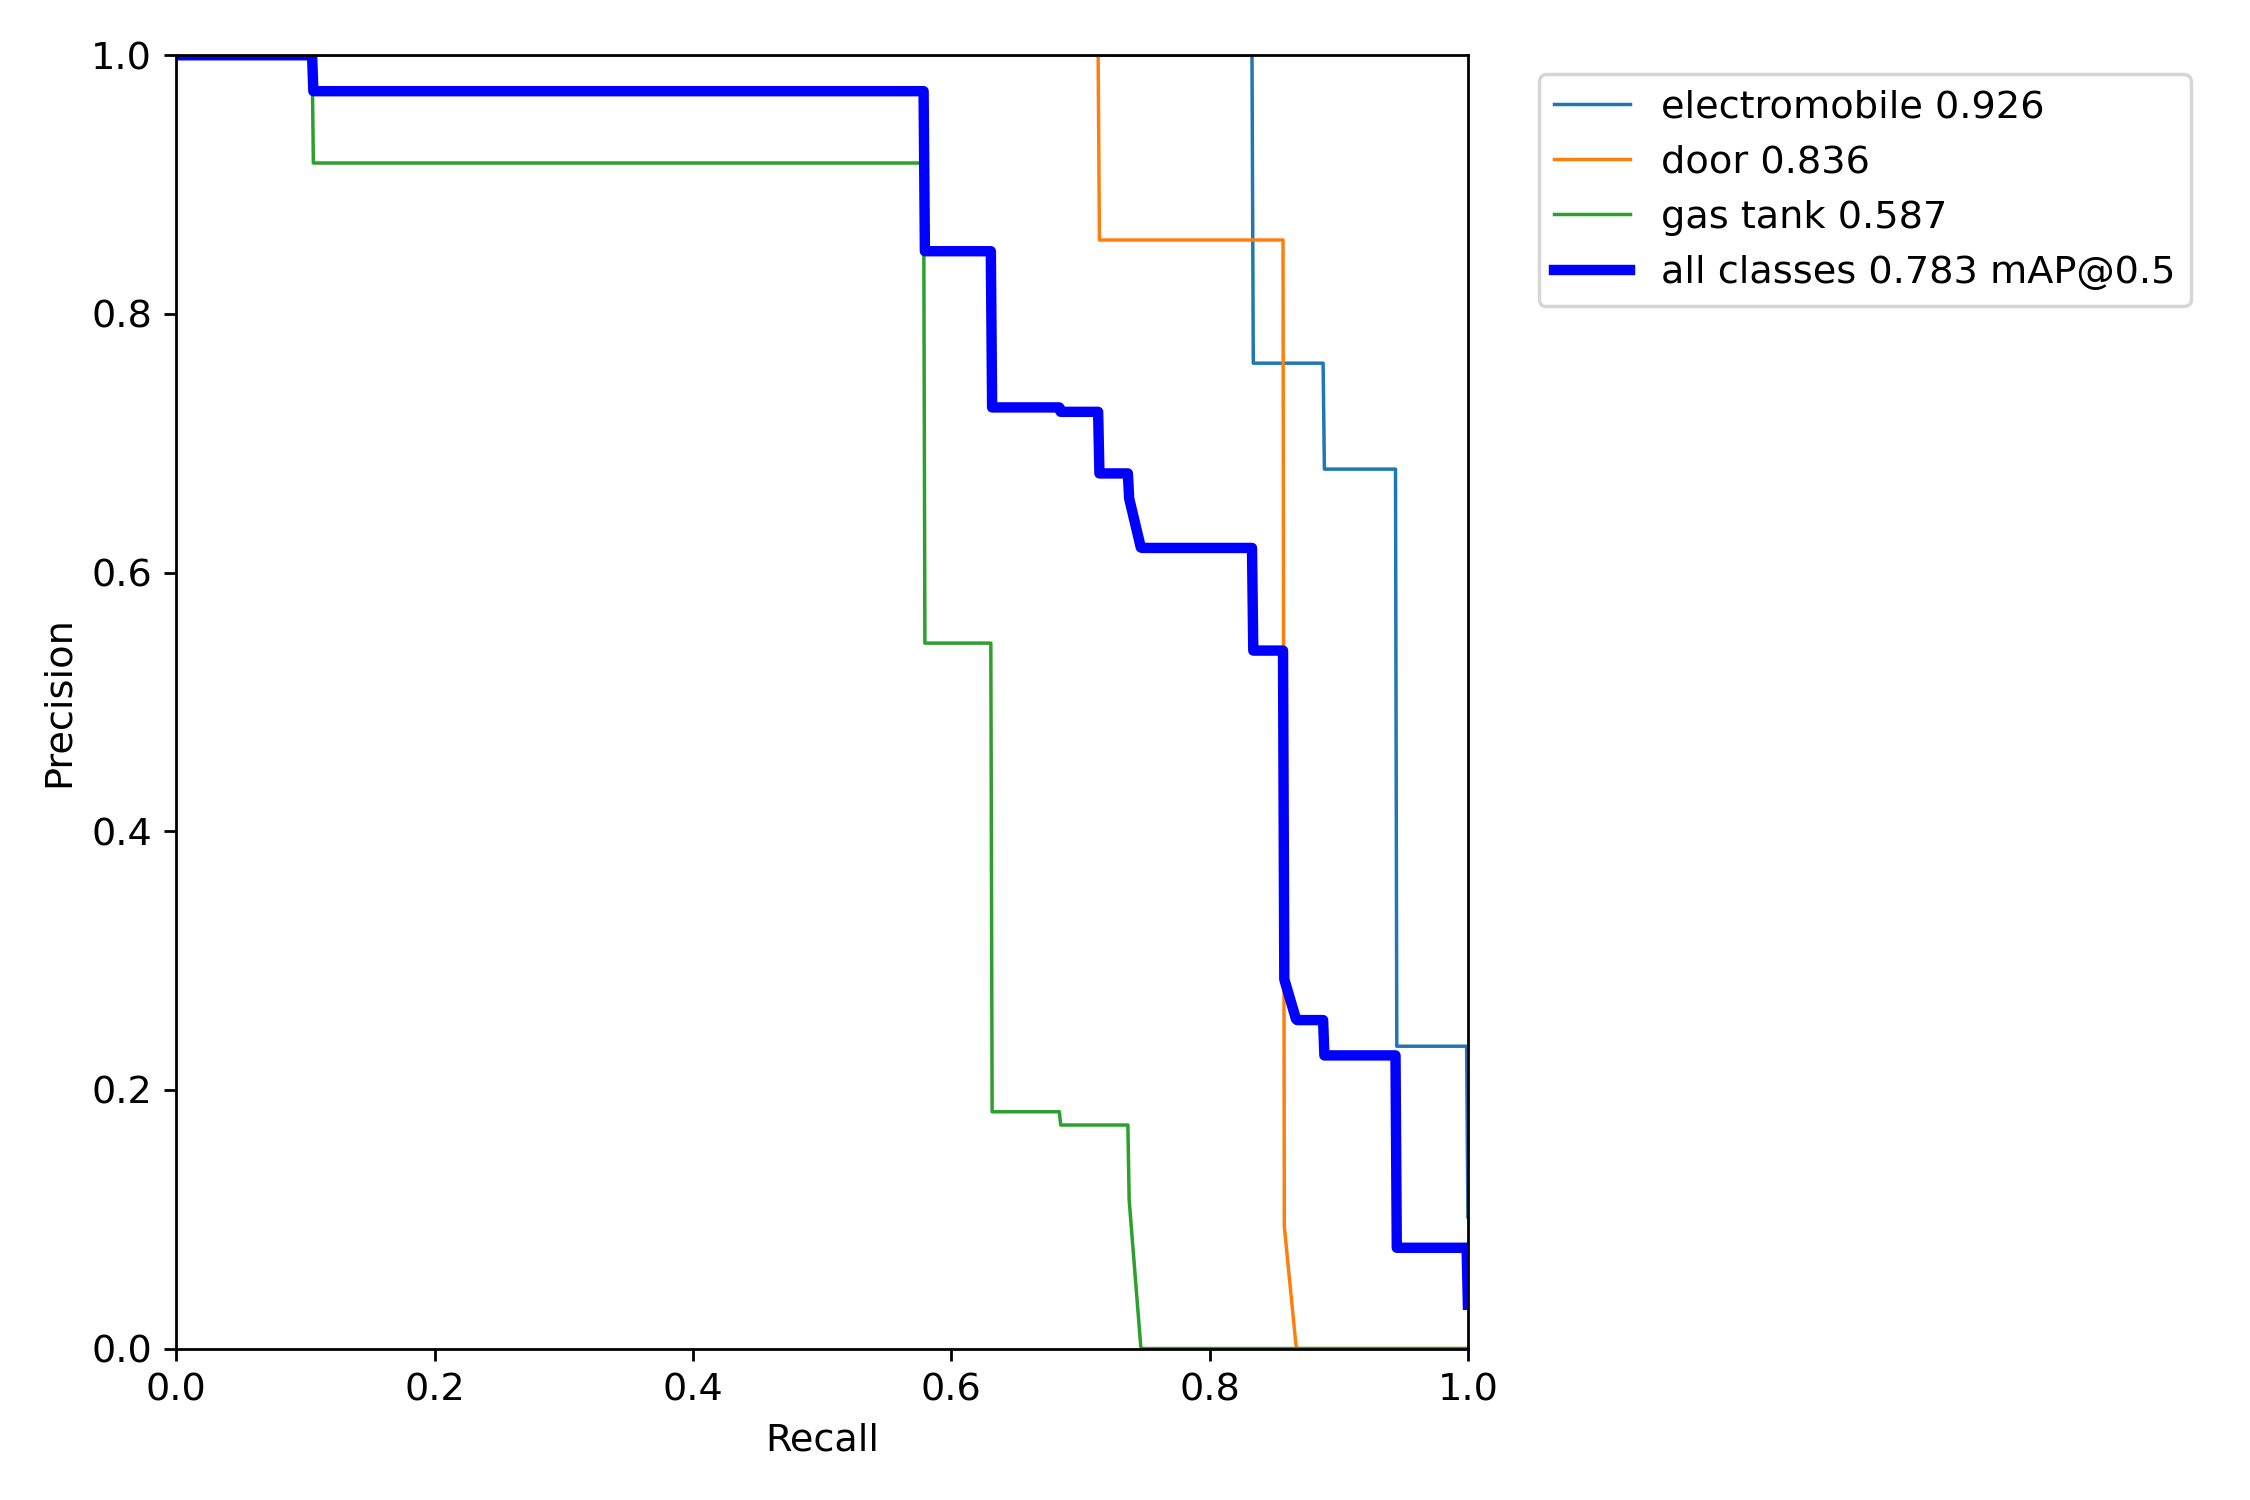 1.0
0.8
0.6
0.4
0.2
0.0
Precision
0.0 0.2 0.4 0.6 0.8 1.0
Recall
electromobile 0.926
door 0.836
gas tank 0.587
all classes 0.783 mAP@0.5